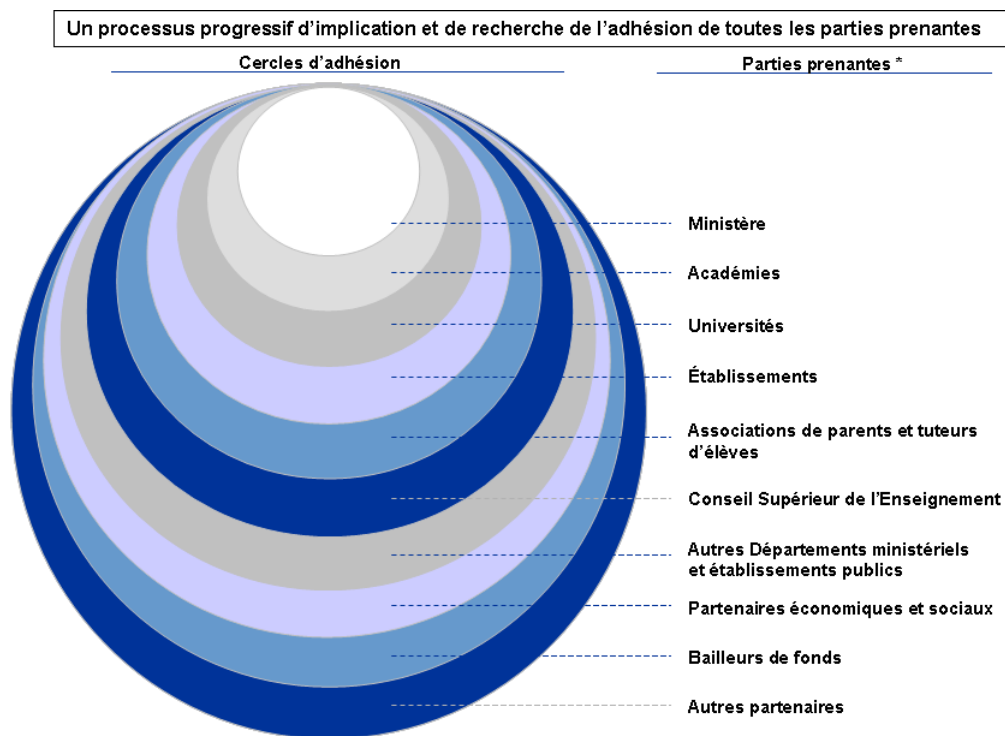 Un processus progressif d’implication et de recherche de l’adhésion de toutes les parties prenantes
Cercles d’adhésion
Parties prenantes *
Ministère
Académies
Universités
Établissements
Associations de parents et tuteurs
d’élèves
Conseil Supérieur de l’Enseignement
Autres Départements ministériels
et établissements publics
Partenaires économiques et sociaux
Bailleurs de fonds
Autres partenaires